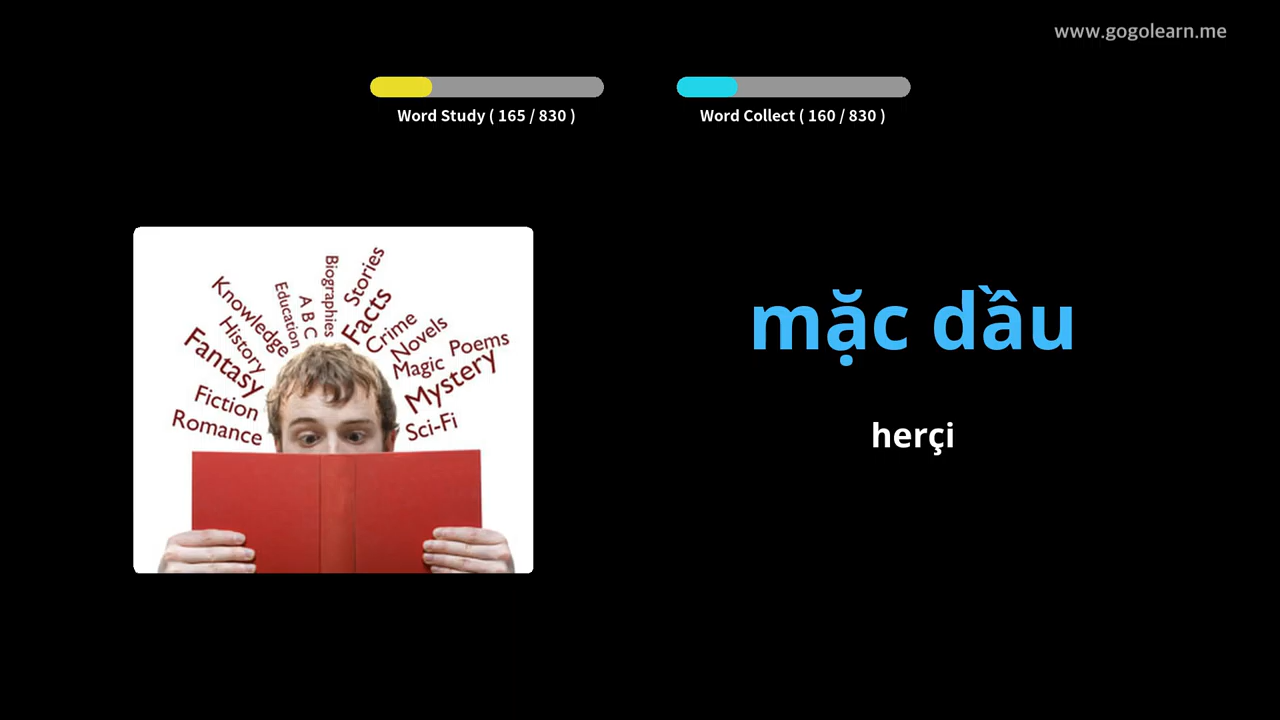 www.gogolearn.me
Word Study ( 165 / 830 )
Word Collect ( 160 / 830 )
Biographies
Stories
Education
A B C
Facts
Knowledge
Crime
History
Novels
Poems
Fantasy
Magic
Mystery
Fiction
Romance
Sci-Fi
mặc dầu
herçi